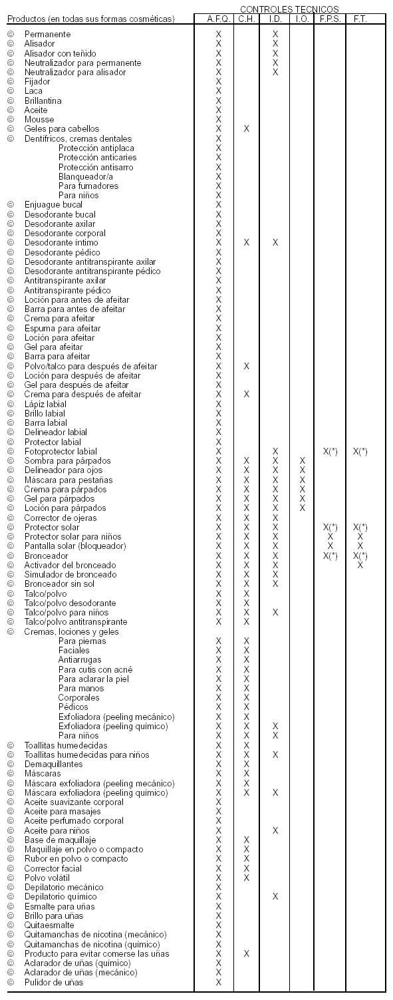 CONTROLES TECNICOS
Productos (en todas sus formas cosméticas) A.F.Q. C.H. I.D. I.O. F.P.S. F.T.
© Permanente X X
© Alisador X X
© Alisador con teñido X X
© Neutralizador para permanente X X
© Neutralizador para alisador X X
© Fijador X
© Laca X
© Brillantina X
© Aceite X
© Mousse X
© Geles para cabellos X X
© Dentífricos, cremas dentales X
Protección antiplaca X
Protección anticaries X
Protección antisarro X
Blanqueador/a X
Para fumadores X
Para niños X
© Enjuague bucal X
© Desodorante bucal X
© Desodorante axilar X
© Desodorante corporal X
© Desodorante íntimo X X X
© Desodorante pédico X
© Desodorante antitranspirante axilar X
© Desodorante antitranspirante pédico X
© Antitranspirante axilar X
© Antitranspirante pédico X
© Loción para antes de afeitar X
© Barra para antes de afeitar X
© Crema para afeitar X
© Espuma para afeitar X
© Loción para afeitar X
© Gel para afeitar X
© Barra para afeitar X
© Polvo/talco para después de afeitar X X
© Loción para después de afeitar X
© Gel para después de afeitar X
© Crema para después de afeitar X X
© Lápiz labial X
© Brillo labial X
© Barra labial X
© Delineador labial X
© Protector labial X
© Fotoprotector labial X X X(*) X(*)
© Sombra para párpados X X X X
© Delineador para ojos X X X X
© Máscara para pestañas X X X X
© Crema para párpados X X X X
© Gel para párpados X X X X
© Loción para párpados X X X X
© Corrector de ojeras X X X
© Protector solar X X X X(*) X(*)
© Protector solar para niños X X X X X
© Pantalla solar (bloqueador) X X X X X
© Bronceador X X X X(*) X(*)
© Activador del bronceado X X X X
© Simulador de bronceado X X X
© Bronceador sin sol X X X
© Talco/polvo X X
© Talco/polvo desodorante X X
© Talco/polvo para niños X X X
© Talco/polvo antitranspirante X X
© Cremas, lociones y geles
Para piernas X X
Faciales X X
Antiarrugas X X
Para cutis con acné X X
Para aclarar la piel X X
Para manos X X
Corporales X X
Pédicos X X
Exfoliadora (peeling mecánico) X X
Exfoliadora (peeling químico) X X X
Para niños X X X
© Toallitas humedecidas X X
© Toallitas humedecidas para niños X X X
© Demaquillantes X X
© Máscaras X X
© Máscara exfoliadora (peeling mecánico) X X
© Máscara exfoliadora (peeling químico) X X X
© Aceite suavizante corporal X
© Aceite para masajes X
© Aceite perfumado corporal X
© Aceite para niños X X
© Base de maquillaje X X
© Maquillaje en polvo o compacto X X
© Rubor en polvo o compacto X X
© Corrector facial X X
© Polvo volátil X X
© Depilatorio mecánico X
© Depilatorio químico X X
© Esmalte para uñas X
© Brillo para uñas X
© Quitaesmalte X
© Quitamanchas de nicotina (mecánico) X
© Quitamanchas de nicotina (químico) X
© Producto para evitar comerse las uñas X X
© Aclarador de uñas (químico) X
© Aclarador de uñas (mecánico) X
© Pulidor de uñas X